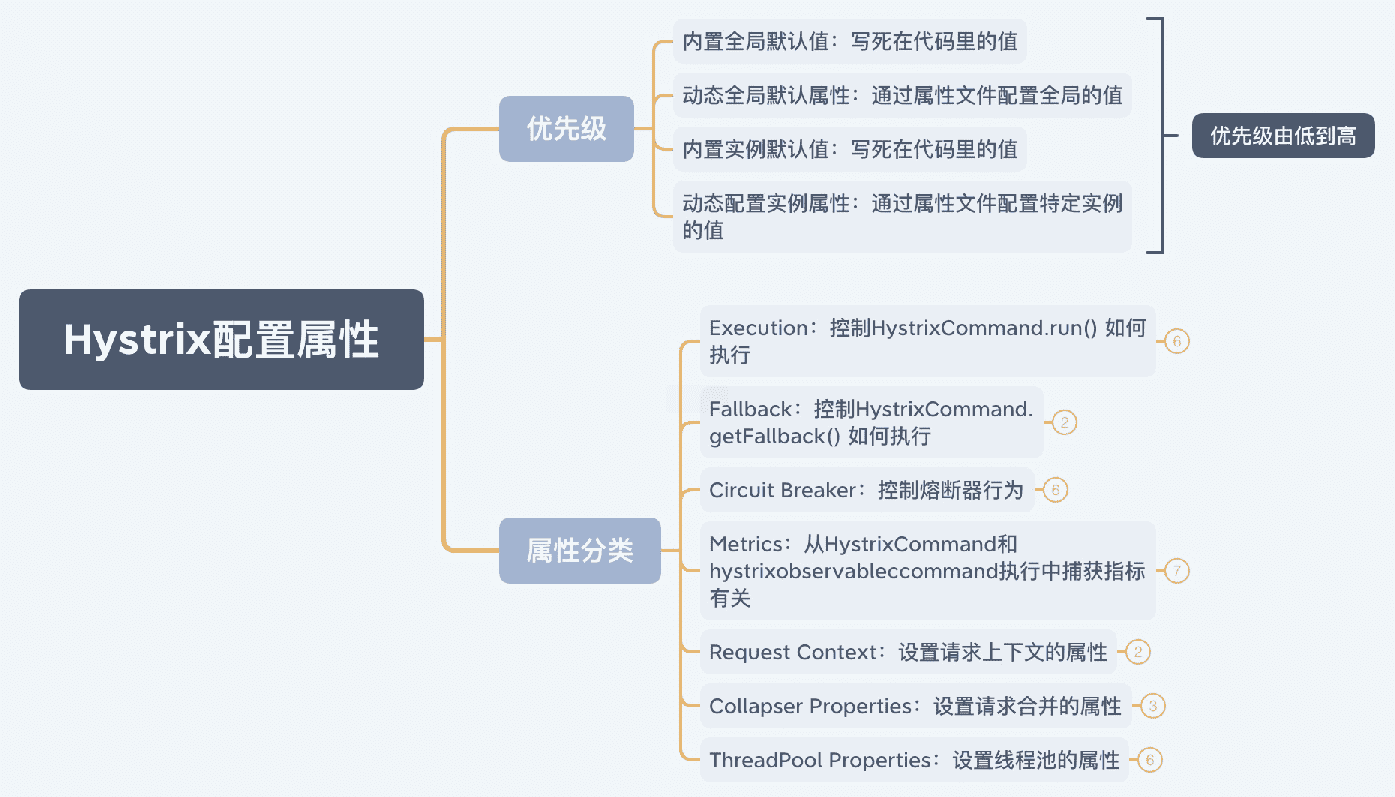 Hystrix配置属性
优先级
内置全局默认值：写死在代码里的值
动态全局默认属性：通过属性文件配置全局的值
内置实例默认值：写死在代码里的值
动态配置实例属性：通过属性文件配置特定实例
的值
优先级由低到高
属性分类
Execution：控制HystrixCommand.run() 如何
执行
6
Fallback：控制HystrixCommand.
getFallback() 如何执行
2
Circuit Breaker：控制熔断器行为
6
Metrics：从HystrixCommand和
hystrixobservableccommand执行中捕获指标
有关
7
Request Context：设置请求上下文的属性
2
Collapser Properties：设置请求合并的属性
3
ThreadPool Properties：设置线程池的属性
6